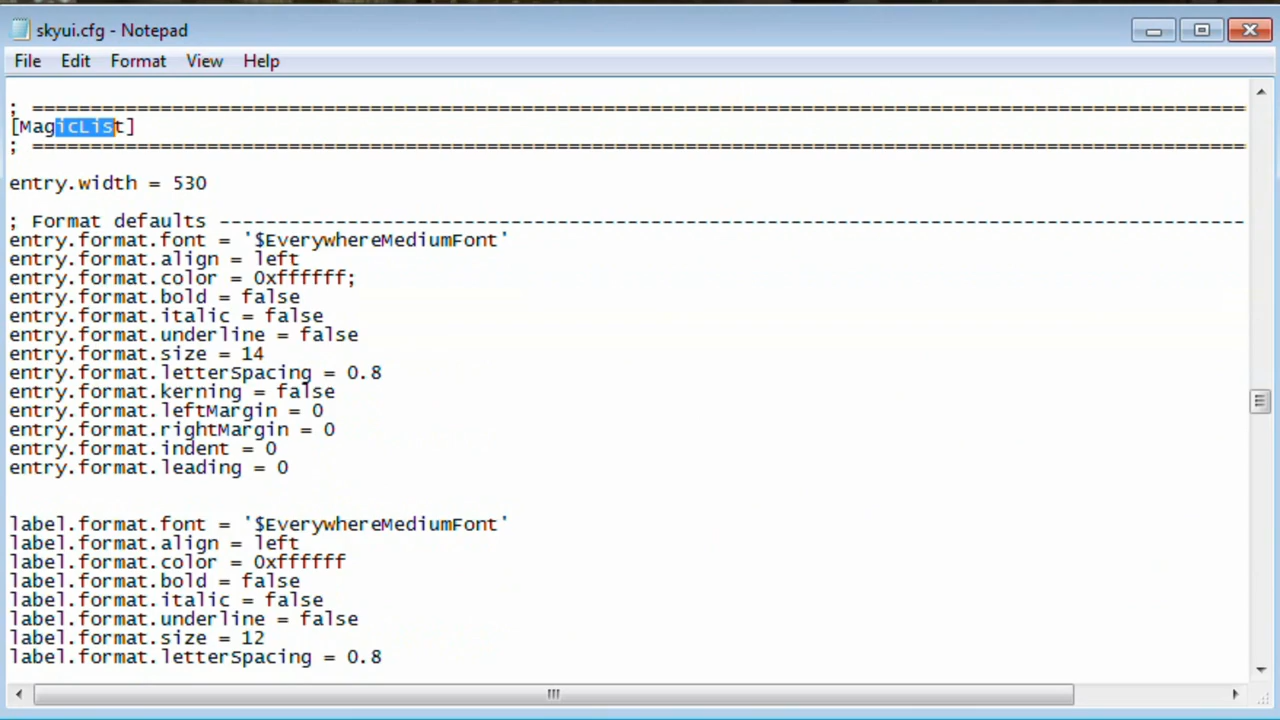 skyui.cfg - Notepad
File Edit Format View Help
; ========================================================================================================
[MagicList]
; ========================================================================================================
entry.width = 530
; Format defaults ----------------------------------------------------------------------------------------
entry.format.font = '$EverywhereMediumFont'
entry.format.align = left
entry.format.color = 0xffffff;
entry.format.bold = false
entry.format.italic = false
entry.format.underline = false
entry.format.size = 14
entry.format.letterSpacing = 0.8
entry.format.kerning = false
entry.format.leftMargin = 0
entry.format.rightMargin = 0
entry.format.indent = 0
entry.format.leading = 0
label.format.font = '$EverywhereMediumFont'
label.format.align = left
label.format.color = 0xffffff
label.format.bold = false
label.format.italic = false
label.format.underline = false
label.format.size = 12
label.format.letterSpacing = 0.8